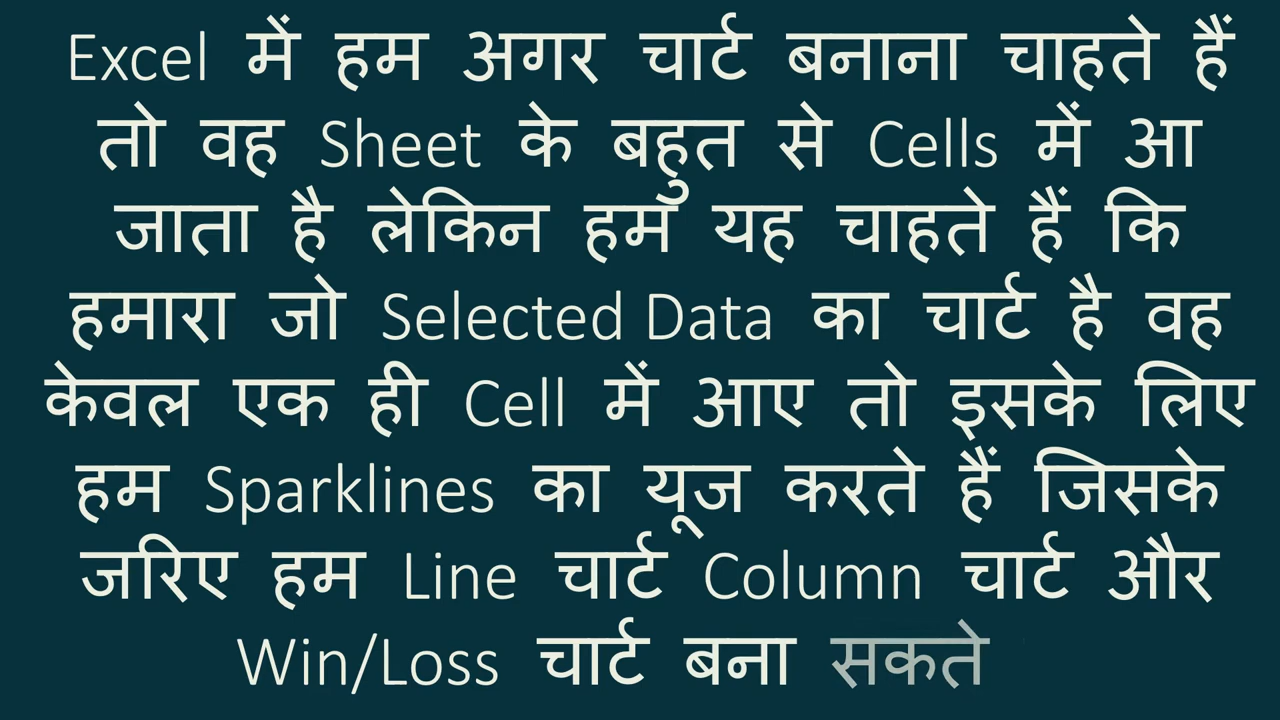 Excel में हम अगर चार्ट बनाना चाहते हैं
तो वह Sheet के बहुत से Cells में आ
जाता है लेकिन हम यह चाहते हैं कि
हमारा जो Selected Data का चार्ट है वह
केवल एक ही Cell में आए तो इसके लिए
हम Sparklines का यूज करते हैं जिसके
जरिए हम Line चार्ट Column चार्ट और
Win/Loss चार्ट बना सकते